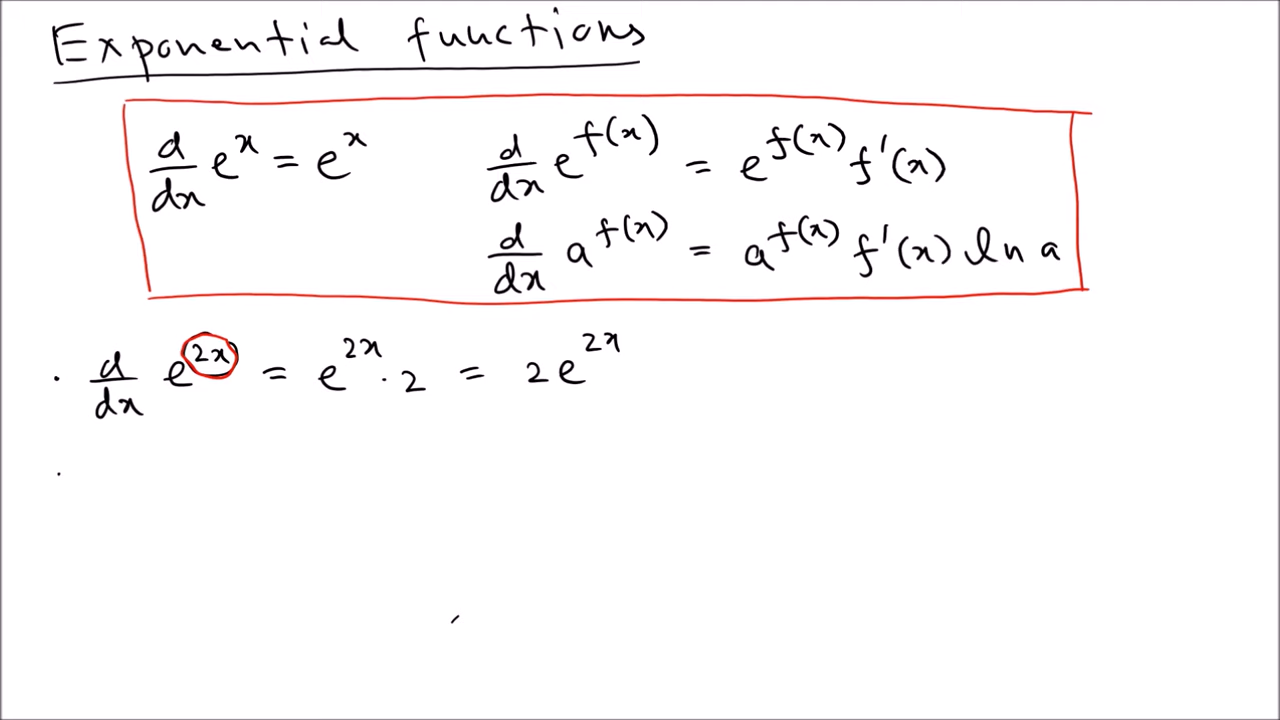 Exponential functions
d/dx e^x = e^x    d/dx e^f(x) = e^f(x) f'(x)
d/dx a^f(x) = a^f(x) f'(x) ln a
· d/dx e^2x = e^2x · 2 = 2e^2x
·